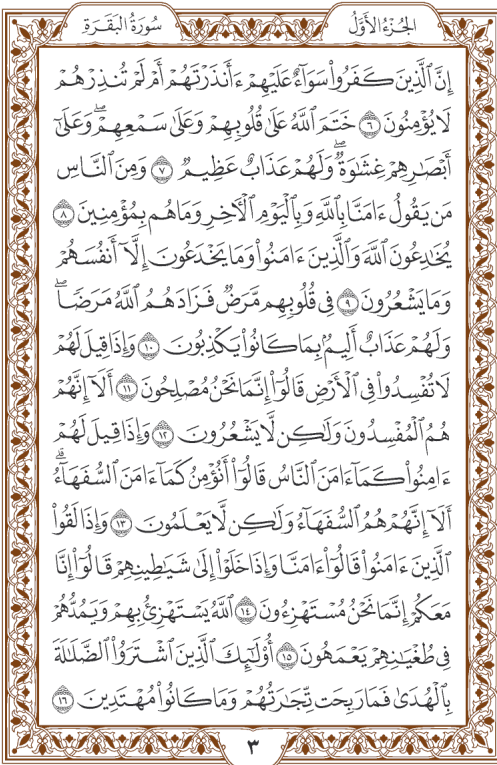 الجُزءُ الأَوَّلُ
سُورَةُ البَقَرَةِ
إِنَّ ٱلَّذِينَ كَفَرُوا۟ سَوَآءٌ عَلَيْهِمْ ءَأَنذَرْتَهُمْ أَمْ لَمْ تُنذِرْهُمْ
لَا يُؤْمِنُونَ ٦ خَتَمَ ٱللَّهُ عَلَىٰ قُلُوبِهِمْ وَعَلَىٰ سَمْعِهِمْ ۖ وَعَلَىٰٓ
أَبْصَـٰرِهِمْ غِشَـٰوَةٌ ۖ وَلَهُمْ عَذَابٌ عَظِيمٌ ٧ وَمِنَ ٱلنَّاسِ
مَن يَقُولُ ءَامَنَّا بِٱللَّهِ وَبِٱلْيَوْمِ ٱلْـَٔاخِرِ وَمَا هُم بِمُؤْمِنِينَ ٨
يُخَـٰدِعُونَ ٱللَّهَ وَٱلَّذِينَ ءَامَنُوا۟ وَمَا يَخْدَعُونَ إِلَّآ أَنفُسَهُمْ
وَمَا يَشْعُرُونَ ٩ فِى قُلُوبِهِم مَّرَضٌ فَزَادَهُمُ ٱللَّهُ مَرَضًا ۖ
وَلَهُمْ عَذَابٌ أَلِيمٌۢ بِمَا كَانُوا۟ يَكْذِبُونَ ١٠ وَإِذَا قِيلَ لَهُمْ
لَا تُفْسِدُوا۟ فِى ٱلْأَرْضِ قَالُوٓا۟ إِنَّمَا نَحْنُ مُصْلِحُونَ ١١ أَلَآ إِنَّهُمْ
هُمُ ٱلْمُفْسِدُونَ وَلَـٰكِن لَّا يَشْعُرُونَ ١٢ وَإِذَا قِيلَ لَهُمْ
ءَامِنُوا۟ كَمَآ ءَامَنَ ٱلنَّاسُ قَالُوٓا۟ أَنُؤْمِنُ كَمَآ ءَامَنَ ٱلسُّفَهَآءُ ۗ
أَلَآ إِنَّهُمْ هُمُ ٱلسُّفَهَآءُ وَلَـٰكِن لَّا يَعْلَمُونَ ١٣ وَإِذَا لَقُوا۟
ٱلَّذِينَ ءَامَنُوا۟ قَالُوٓا۟ ءَامَنَّا وَإِذَا خَلَوْا۟ إِلَىٰ شَيَـٰطِينِهِمْ قَالُوٓا۟ إِنَّا
مَعَكُمْ إِنَّمَا نَحْنُ مُسْتَهْزِءُونَ ١٤ ٱللَّهُ يَسْتَهْزِئُ بِهِمْ وَيَمُدُّهُمْ
فِى طُغْيَـٰنِهِمْ يَعْمَهُونَ ١٥ أُو۟لَـٰٓئِكَ ٱلَّذِينَ ٱشْتَرَوُا۟ ٱلضَّلَـٰلَةَ
بِٱلْهُدَىٰ فَمَا رَبِحَت تِّجَـٰرَتُهُمْ وَمَا كَانُوا۟ مُهْتَدِينَ ١٦
٣